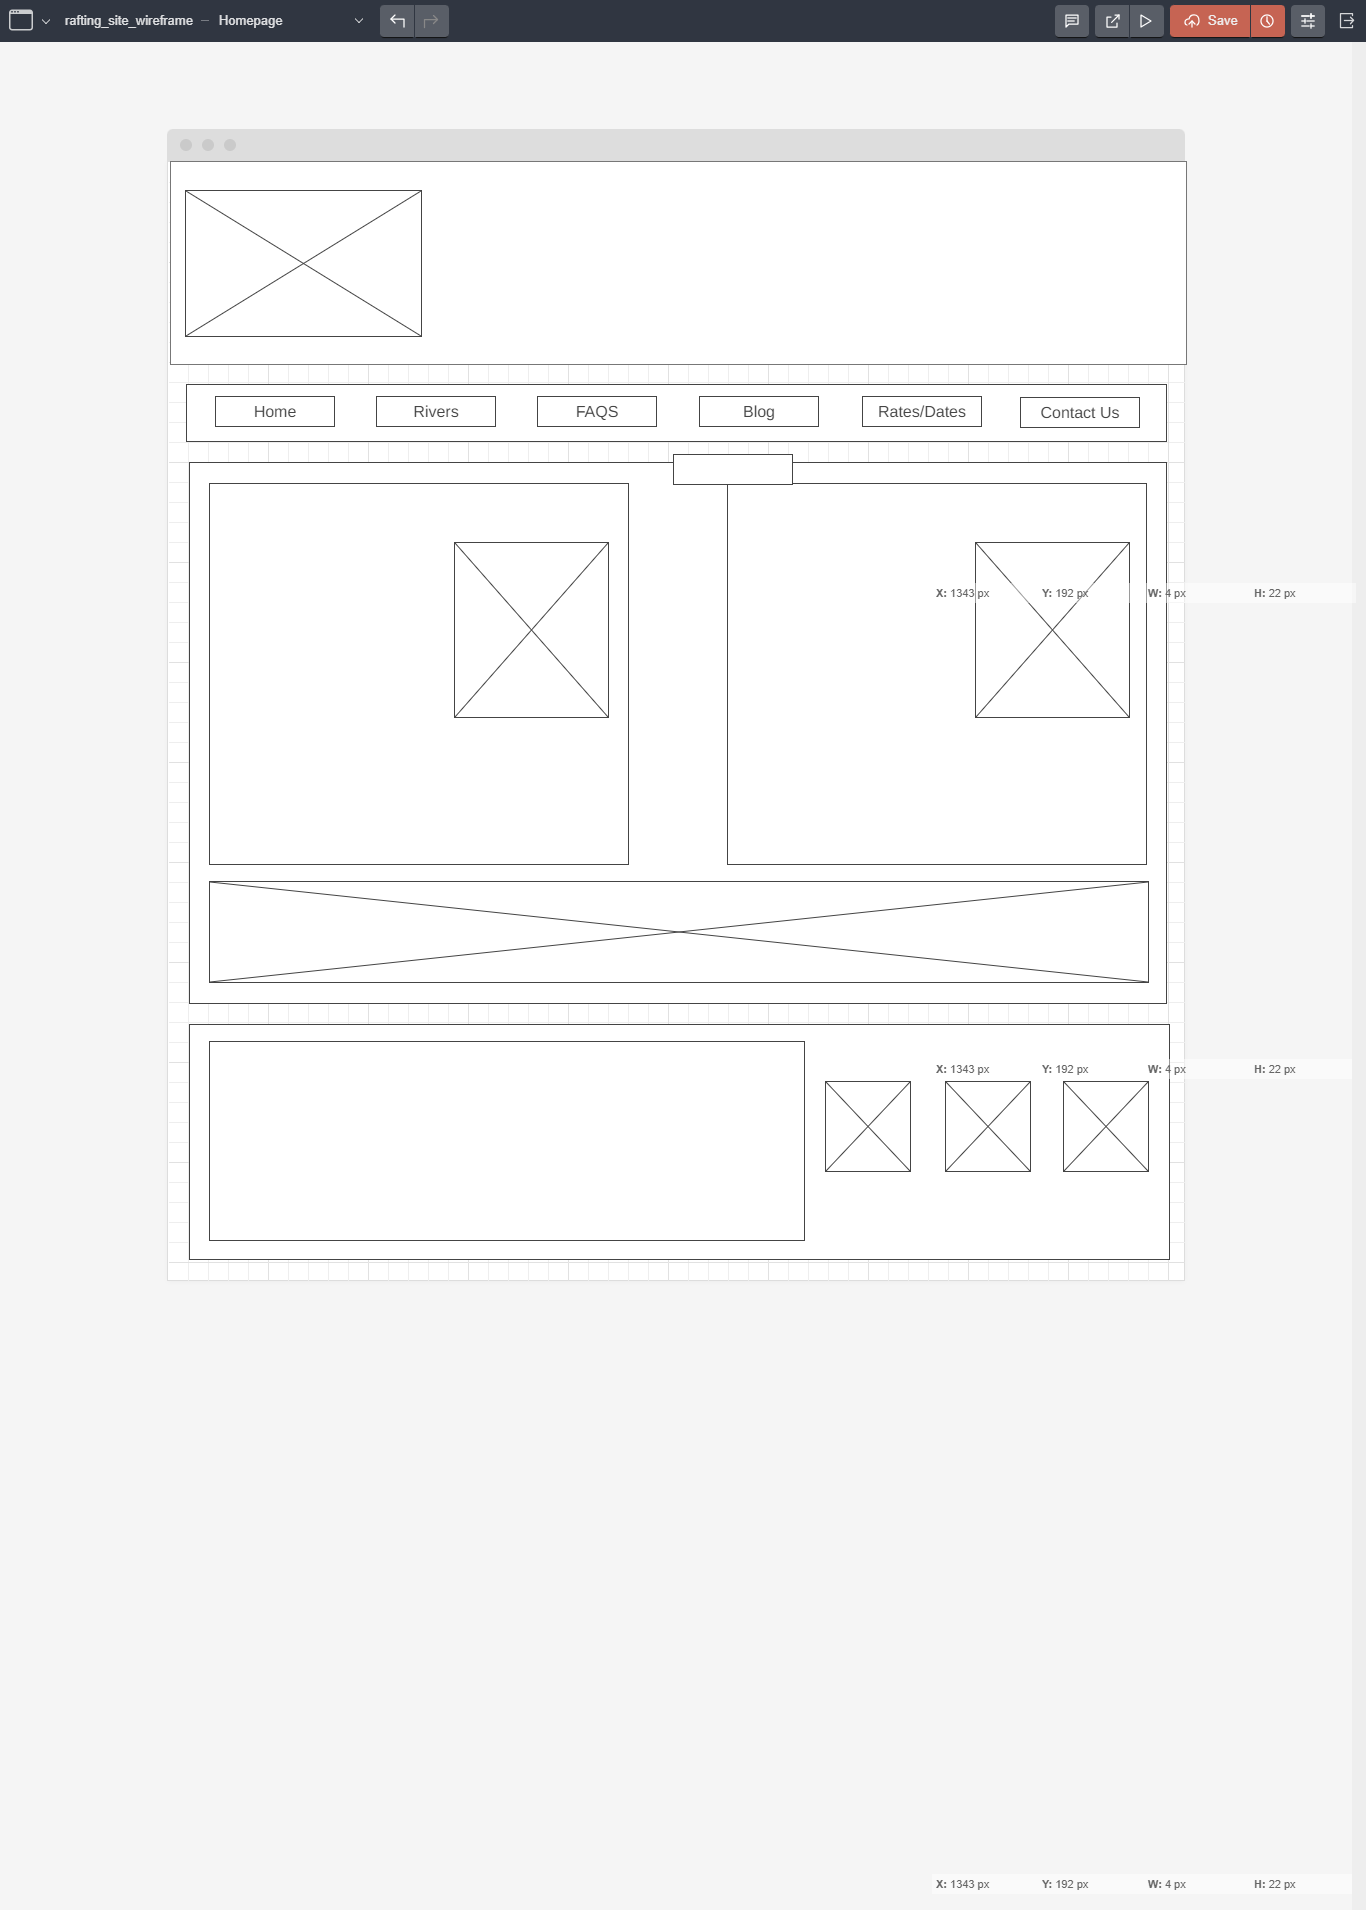 rafting_site_wireframe – Homepage
Save
Home Rivers FAQS Blog Rates/Dates Contact Us
X: 1343 px Y: 192 px W: 4 px H: 22 px
X: 1343 px Y: 192 px W: 4 px H: 22 px
X: 1343 px Y: 192 px W: 4 px H: 22 px